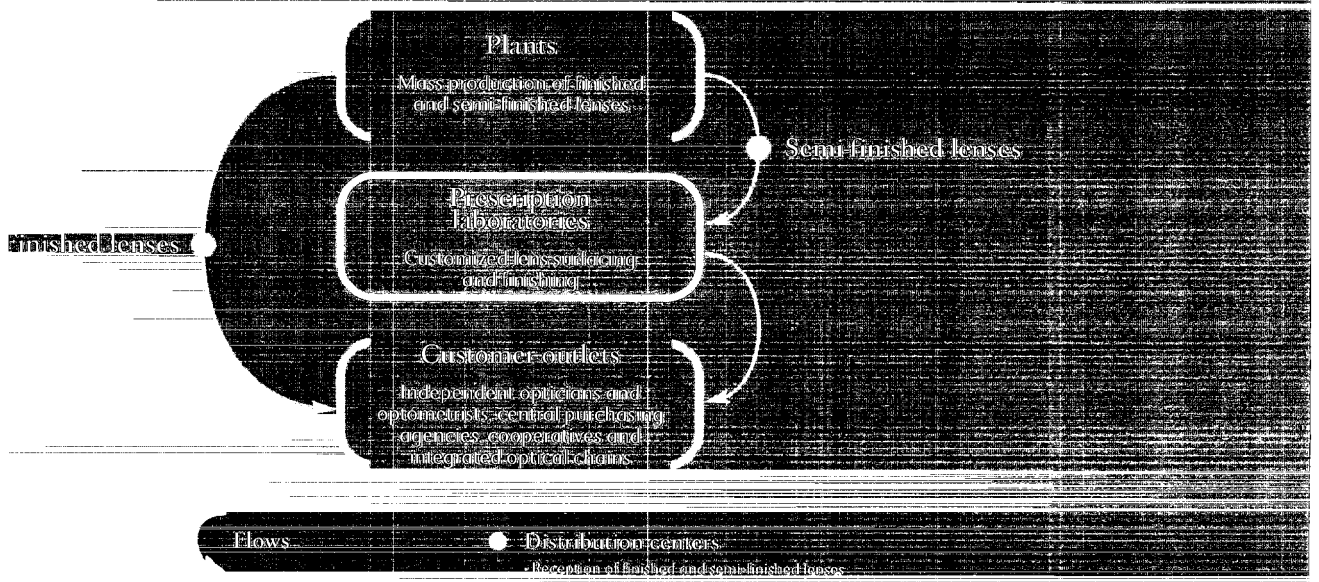 Plants
Mass production of finished
and semi-finished lenses
Semi-finished lenses
Prescription
laboratories
inished lenses
Customized lens surfacing
and finishing
Customer outlets
Independent opticians and
optometrists, central purchasing
agencies, cooperatives and
integrated optical chains
Flows
Distribution centers
- Reception of finished and semi-finished lenses